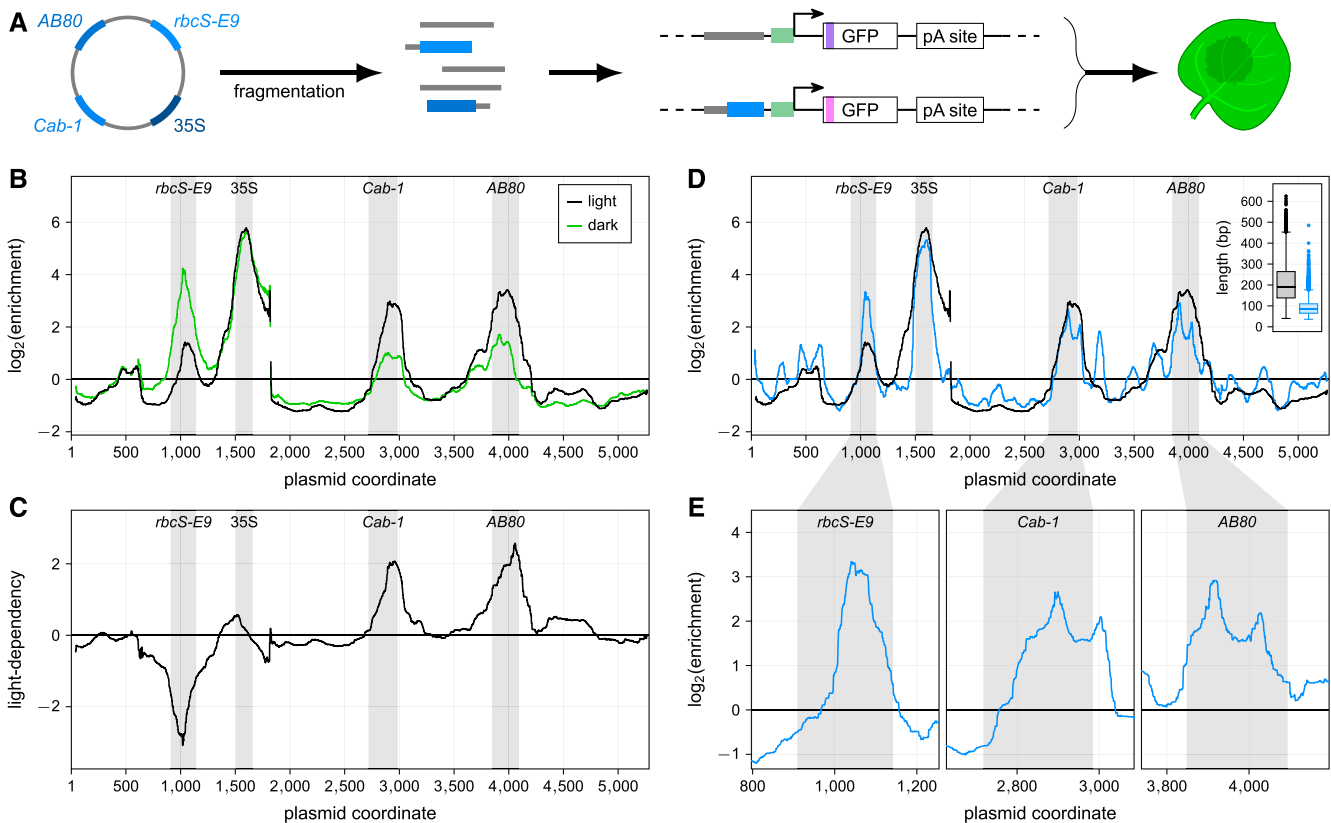 A
AB80
rbcS-E9
Cab-1
35S
fragmentation
GFP
pA site
GFP
pA site
B
rbcS-E9 35S Cab-1 AB80
light
dark
log2(enrichment)
6
4
2
0
−2
1 500 1,000 1,500 2,000 2,500 3,000 3,500 4,000 4,500 5,000
plasmid coordinate
C
rbcS-E9 35S Cab-1 AB80
light-dependency
2
0
−2
1 500 1,000 1,500 2,000 2,500 3,000 3,500 4,000 4,500 5,000
plasmid coordinate
D
rbcS-E9 35S Cab-1 AB80
length (bp)
600
500
400
300
200
100
0
log2(enrichment)
6
4
2
0
−2
1 500 1,000 1,500 2,000 2,500 3,000 3,500 4,000 4,500 5,000
plasmid coordinate
E
rbcS-E9 Cab-1 AB80
log2(enrichment)
4
3
2
1
0
−1
800 1,000 1,200 2,800 3,000 3,800 4,000
plasmid coordinate